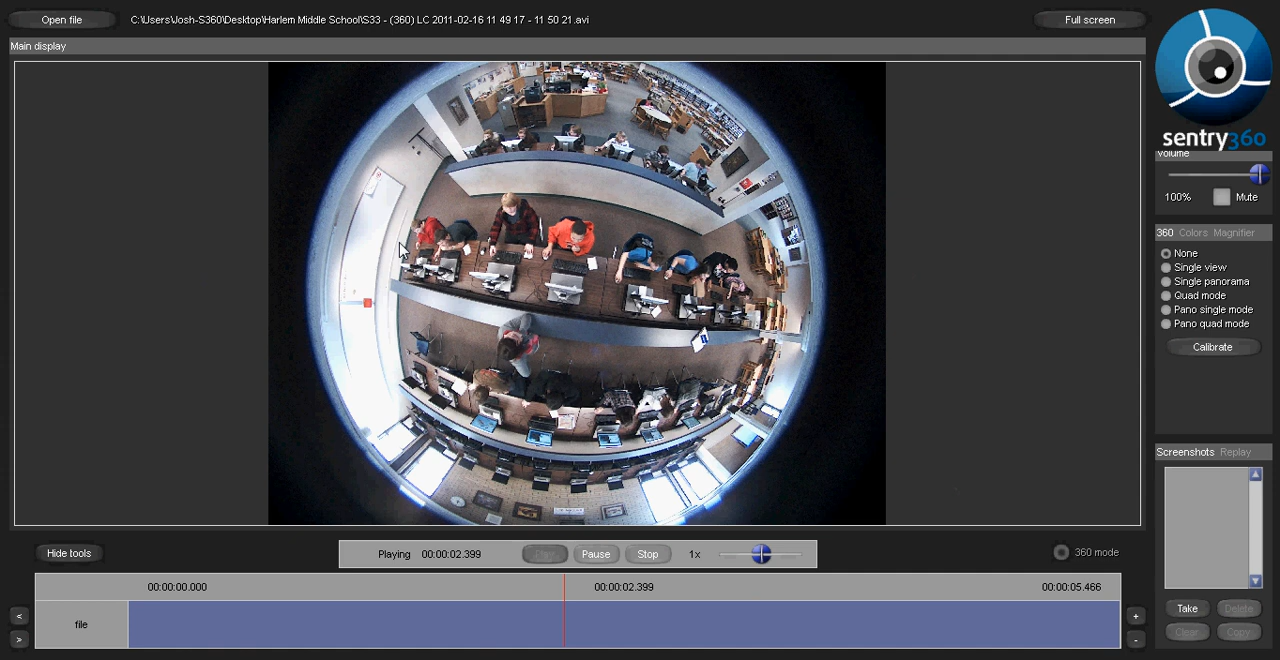 Open file
C:\Users\Josh-S360\Desktop\Harlem Middle School\S33 - (360) LC 2011-02-16 11 49 17 - 11 50 21.avi
Full screen
Main display
sentry360
Volume
100%
Mute
360 Colors Magnifier
None
Single view
Single panorama
Quad mode
Pano single mode
Pano quad mode
Calibrate
Screenshots Replay
Hide tools
Playing 00:00:02.399
Play
Pause
Stop
1x
360 mode
00:00:00.000
00:00:02.399
00:00:05.466
file
<
>
+
-
Take
Delete
Clear
Copy